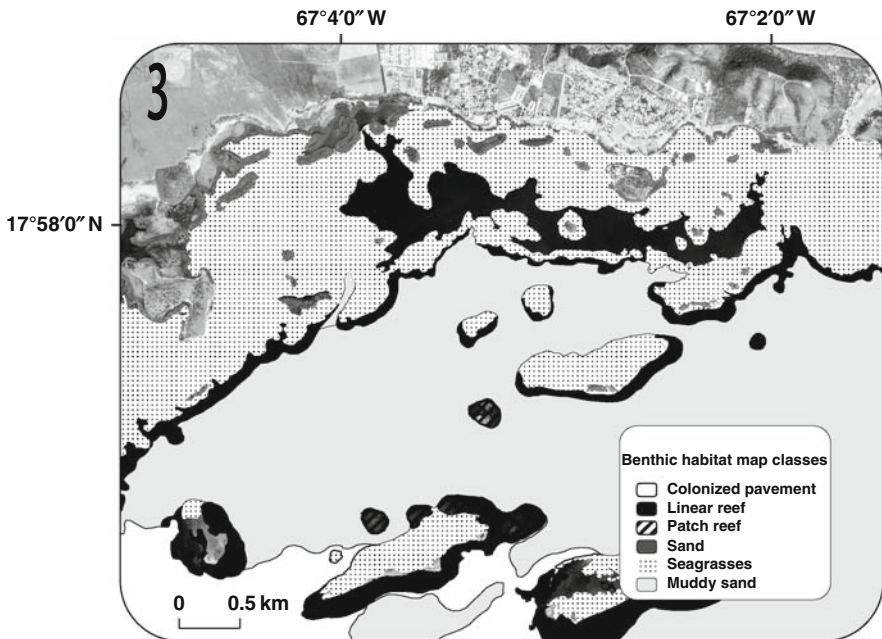 67°4′0″ W
67°2′0″ W
3
17°58′0″ N
Benthic habitat map classes
Colonized pavement
Linear reef
Patch reef
Sand
Seagrasses
Muddy sand
0 0.5 km